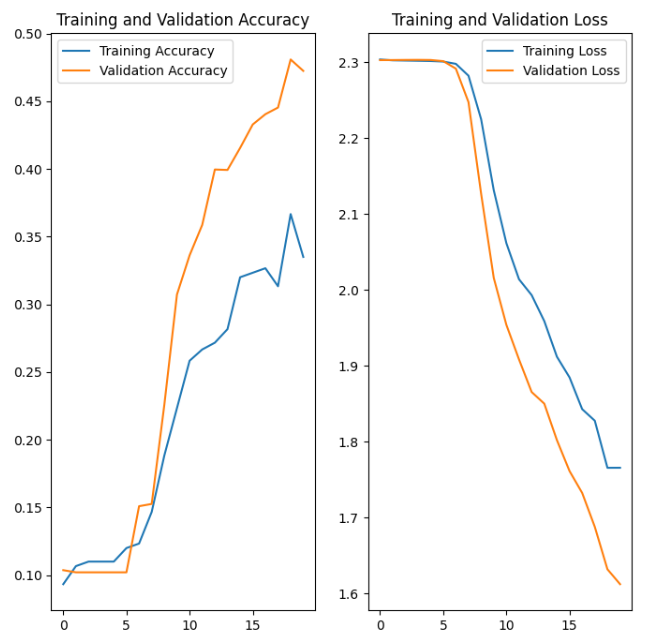 Training and Validation Accuracy
Training Accuracy
Validation Accuracy
0.50
0.45
0.40
0.35
0.30
0.25
0.20
0.15
0.10
0 5 10 15
Training and Validation Loss
Training Loss
Validation Loss
2.3
2.2
2.1
2.0
1.9
1.8
1.7
1.6
0 5 10 15